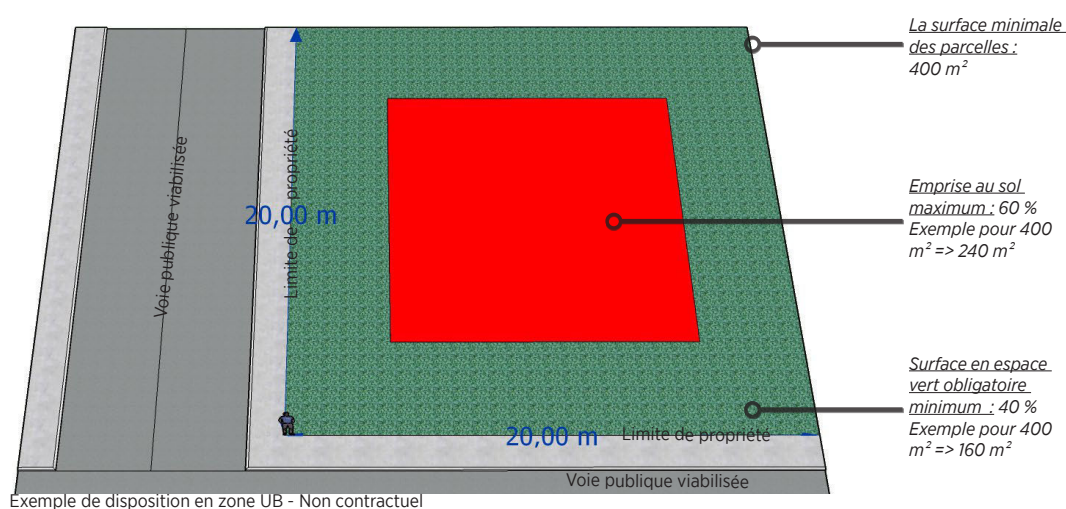 La surface minimale
des parcelles :
400 m²
Voie publique viabilisée
Limite de propriété
20,00 m
Emprise au sol
maximum : 60 %
Exemple pour 400
m² => 240 m²
Surface en espace
vert obligatoire
minimum : 40 %
Exemple pour 400
m² => 160 m²
20,00 m
Limite de propriété
Voie publique viabilisée
Exemple de disposition en zone UB - Non contractuel